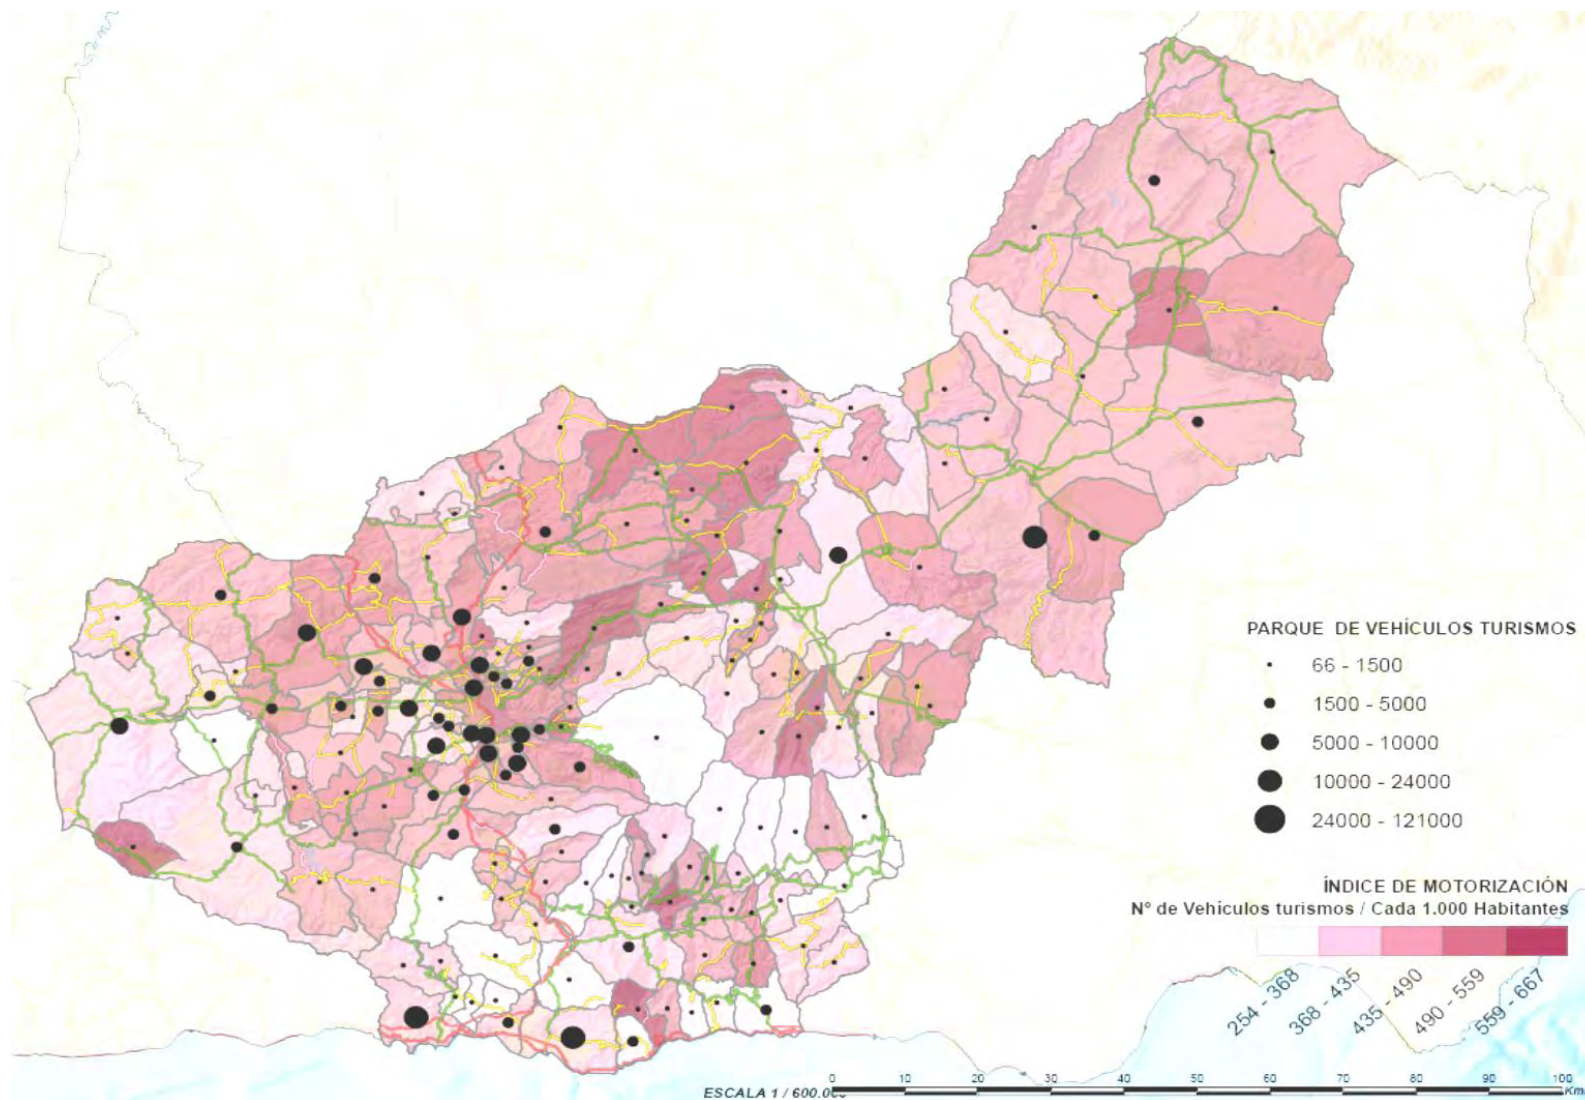 PARQUE DE VEHÍCULOS TURISMOS
66 - 1500
1500 - 5000
5000 - 10000
10000 - 24000
24000 - 121000
ÍNDICE DE MOTORIZACIÓN
Nº de Vehículos turismos / Cada 1.000 Habitantes
254 - 368
368 - 435
435 - 490
490 - 559
559 - 667
0 10 20 30 40 50 60 70 80 90 100
ESCALA 1 / 600.000
Km